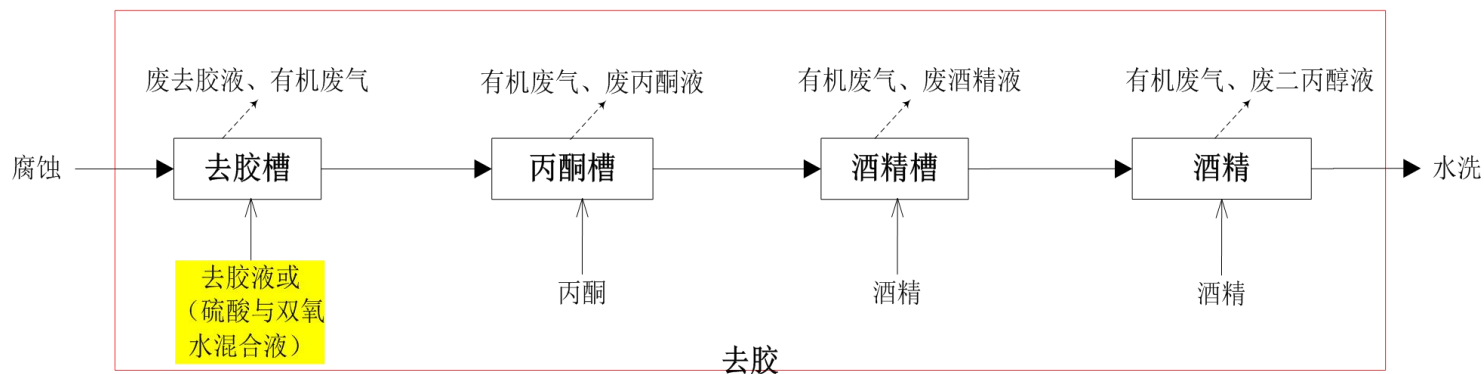 废去胶液、有机废气
有机废气、废丙酮液
有机废气、废酒精液
有机废气、废二丙醇液
腐蚀
去胶槽
丙酮槽
酒精槽
酒精
水洗
去胶液或
（硫酸与双氧
水混合液）
丙酮
酒精
酒精
去胶